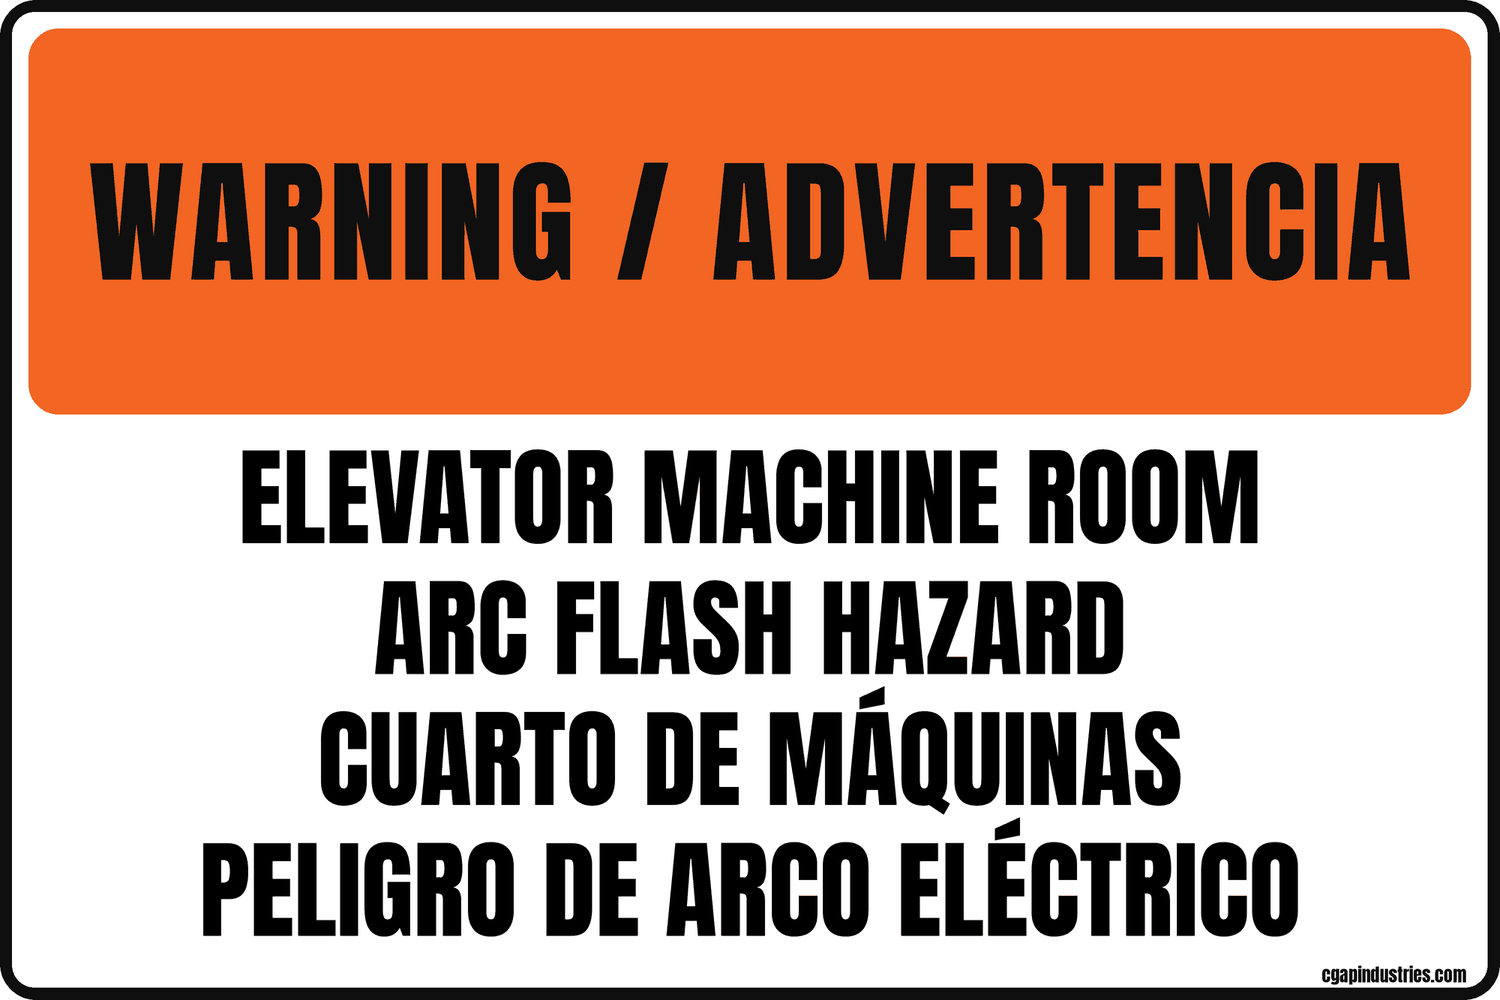 WARNING / ADVERTENCIA
ELEVATOR MACHINE ROOM
ARC FLASH HAZARD
CUARTO DE MÁQUINAS
PELIGRO DE ARCO ELÉCTRICO
cgapindustries.com